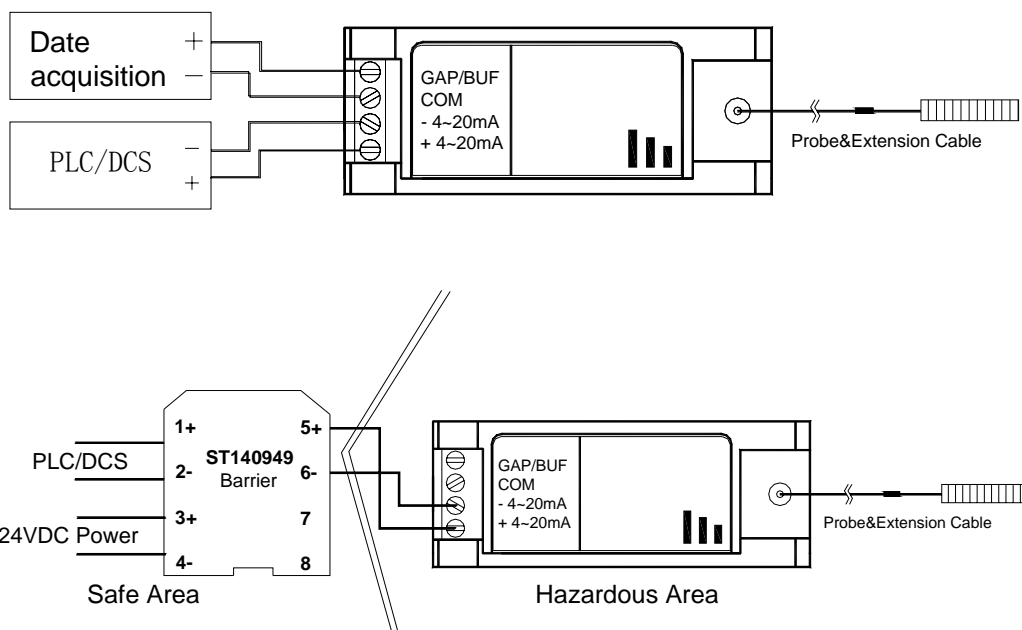 Date
acquisition
+
−
PLC/DCS
−
+
GAP/BUF
COM
- 4~20mA
+ 4~20mA
Probe&Extension Cable
PLC/DCS
24VDC Power
1+
2-
3+
4-
ST140949
Barrier
5+
6-
7
8
Safe Area
GAP/BUF
COM
- 4~20mA
+ 4~20mA
Probe&Extension Cable
Hazardous Area